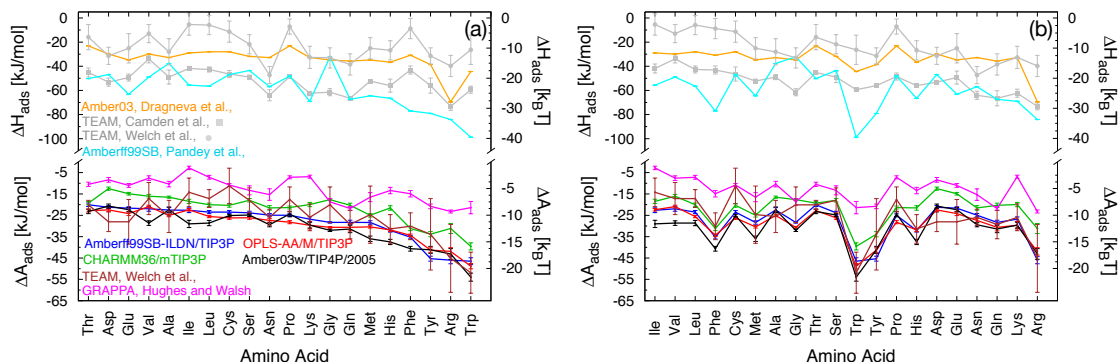 (a)
ΔHads [kJ/mol]
0
-20
-40
-60
-80
-100
ΔHads [kBT]
0
-10
-20
-30
-40
Amber03, Dragneva et al.,
TEAM, Camden et al.,
TEAM, Welch et al.,
Amberff99SB, Pandey et al.,
ΔAads [kJ/mol]
-5
-15
-25
-35
-45
-55
-65
ΔAads [kBT]
-5
-10
-15
-20
Amberff99SB-ILDN/TIP3P OPLS-AA/M/TIP3P
CHARMM36/mTIP3P Amber03w/TIP4P/2005
TEAM, Welch et al.,
GRAPPA, Hughes and Walsh
Thr Asp Glu Val Ala Ile Leu Cys Ser Asn Pro Lys Gly Gln Met His Phe Tyr Arg Trp
Amino Acid
(b)
ΔHads [kJ/mol]
0
-20
-40
-60
-80
-100
ΔHads [kBT]
0
-10
-20
-30
-40
ΔAads [kJ/mol]
-5
-15
-25
-35
-45
-55
-65
ΔAads [kBT]
-5
-10
-15
-20
Ile Val Leu Phe Cys Met Ala Gly Thr Ser Trp Tyr Pro His Asp Glu Asn Gln Lys Arg
Amino Acid